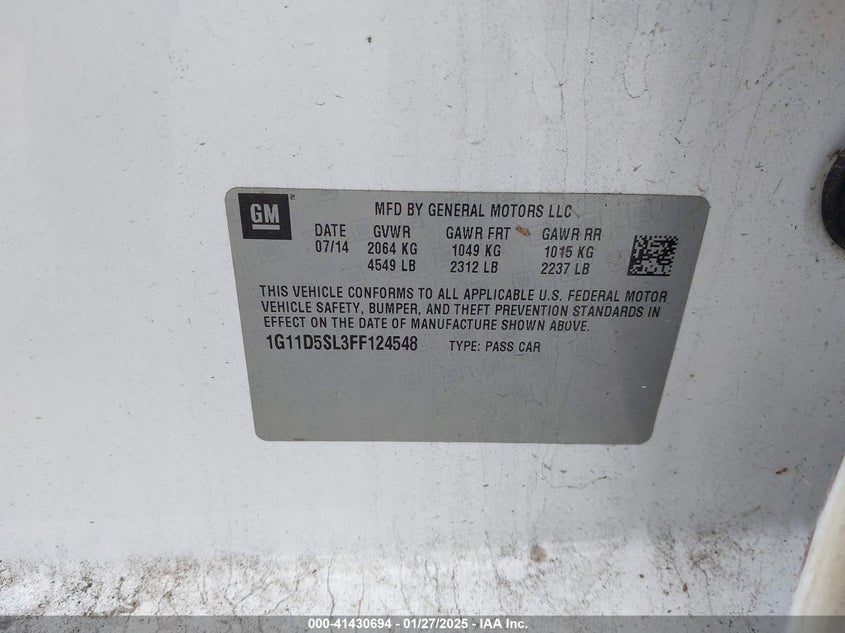 GM
MFD BY GENERAL MOTORS LLC
DATE GVWR GAWR FRT GAWR RR
07/14 2064 KG 1049 KG 1015 KG
4549 LB 2312 LB 2237 LB
THIS VEHICLE CONFORMS TO ALL APPLICABLE U.S. FEDERAL MOTOR
VEHICLE SAFETY, BUMPER, AND THEFT PREVENTION STANDARDS IN
EFFECT ON THE DATE OF MANUFACTURE SHOWN ABOVE.
1G11D5SL3FF124548 TYPE: PASS CAR
000-41430694 - 01/27/2025 - IAA Inc.